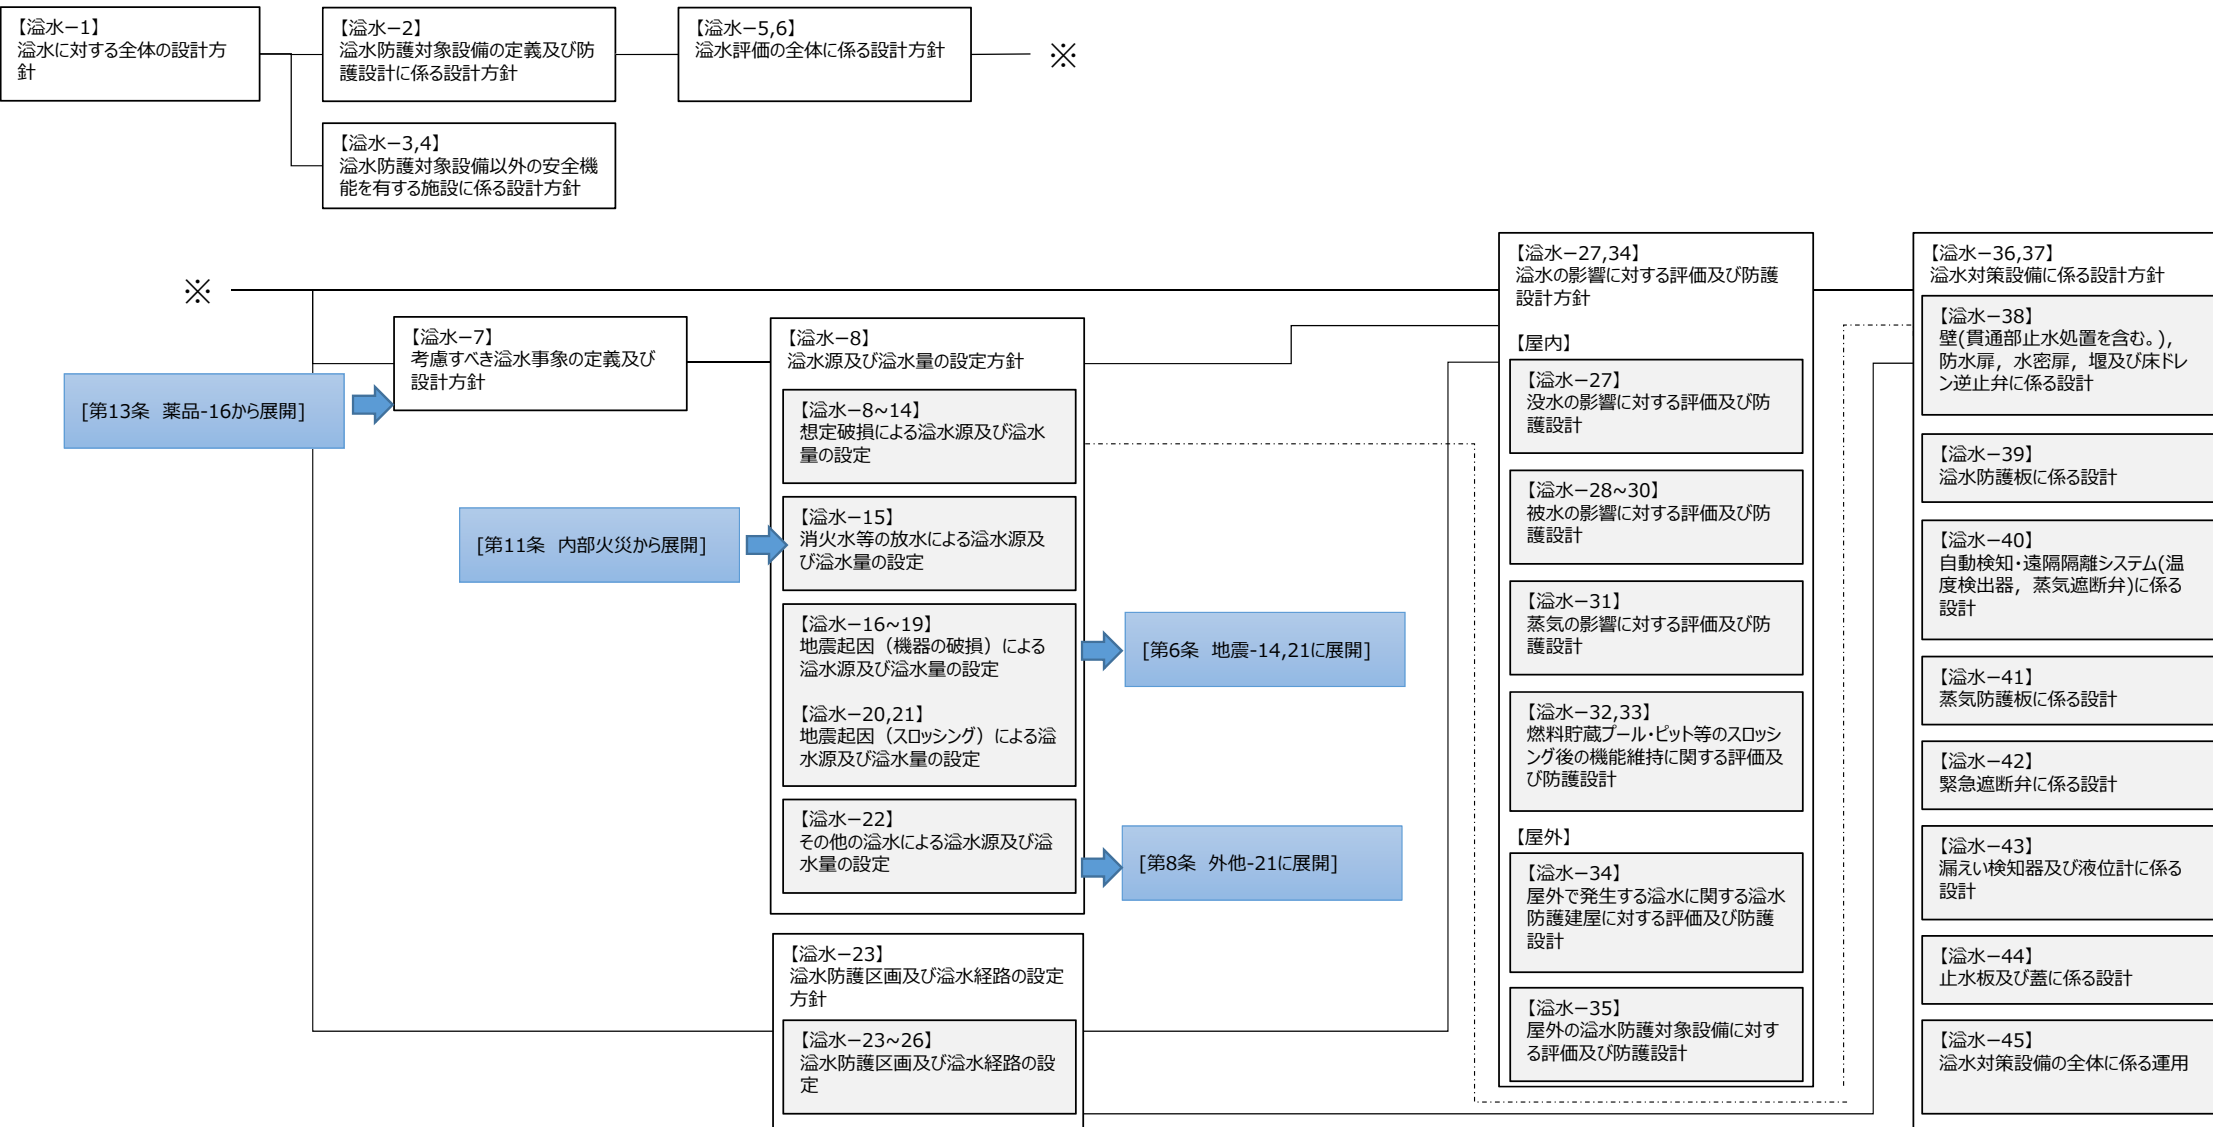 【溢水－1】
溢水に対する全体の設計方
針
【溢水－2】
溢水防護対象設備の定義及び防
護設計に係る設計方針
【溢水－5,6】
溢水評価の全体に係る設計方針
※
【溢水－3,4】
溢水防護対象設備以外の安全機
能を有する施設に係る設計方針
※
【溢水－7】
考慮すべき溢水事象の定義及び
設計方針
[第13条　薬品-16から展開]
【溢水－8】
溢水源及び溢水量の設定方針
【溢水－8~14】
想定破損による溢水源及び溢水
量の設定
[第11条　内部火災から展開]
【溢水－15】
消火水等の放水による溢水源及
び溢水量の設定
【溢水－16~19】
地震起因（機器の破損）による
溢水源及び溢水量の設定
【溢水－20,21】
地震起因（スロッシング）による溢
水源及び溢水量の設定
[第6条　地震-14,21に展開]
【溢水－22】
その他の溢水による溢水源及び溢
水量の設定
[第8条　外他-21に展開]
【溢水－23】
溢水防護区画及び溢水経路の設定
方針
【溢水－23~26】
溢水防護区画及び溢水経路の設
定
【溢水－27,34】
溢水の影響に対する評価及び防護
設計方針
【屋内】
【溢水－27】
没水の影響に対する評価及び防
護設計
【溢水－28~30】
被水の影響に対する評価及び防
護設計
【溢水－31】
蒸気の影響に対する評価及び防
護設計
【溢水－32,33】
燃料貯蔵プール・ピット等のスロッシ
ング後の機能維持に関する評価及
び防護設計
【屋外】
【溢水－34】
屋外で発生する溢水に関する溢水
防護建屋に対する評価及び防護
設計
【溢水－35】
屋外の溢水防護対象設備に対す
る評価及び防護設計
【溢水－36,37】
溢水対策設備に係る設計方針
【溢水－38】
壁(貫通部止水処置を含む。)，
防水扉，水密扉，堰及び床ドレ
ン逆止弁に係る設計
【溢水－39】
溢水防護板に係る設計
【溢水－40】
自動検知・遠隔隔離システム(温
度検出器，蒸気遮断弁)に係る
設計
【溢水－41】
蒸気防護板に係る設計
【溢水－42】
緊急遮断弁に係る設計
【溢水－43】
漏えい検知器及び液位計に係る
設計
【溢水－44】
止水板及び蓋に係る設計
【溢水－45】
溢水対策設備の全体に係る運用